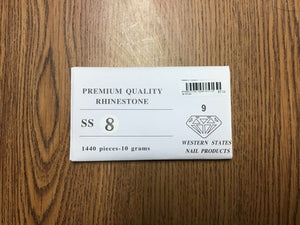 PREMIUM QUALITY
RHINESTONE
SS 8
1440 pieces-10 grams
9
WESTERN STATES
NAIL PRODUCTS